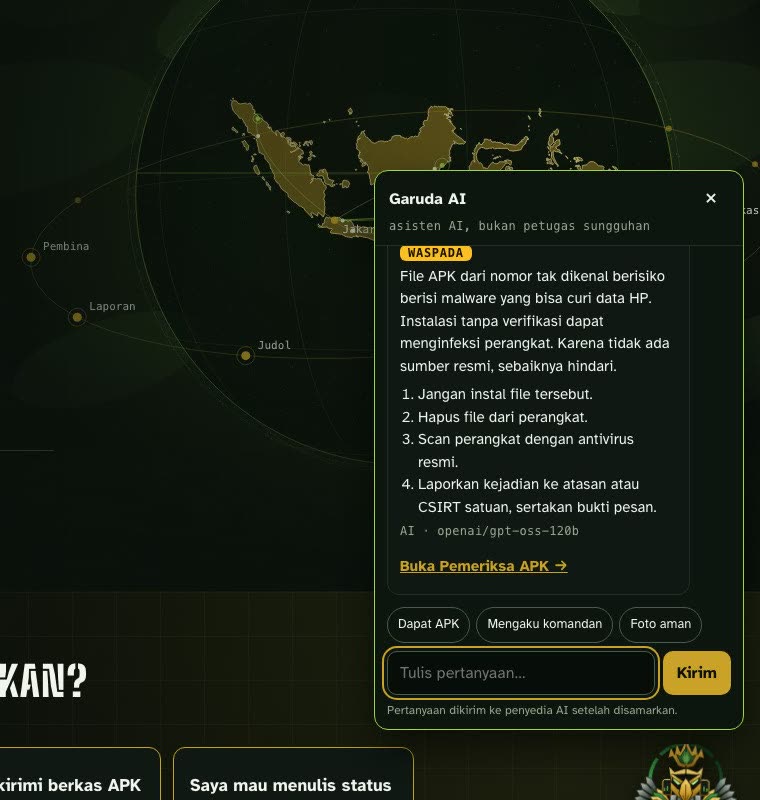 Garuda AI
×
asisten AI, bukan petugas sungguhan
WASPADA
File APK dari nomor tak dikenal berisiko
berisi malware yang bisa curi data HP.
Instalasi tanpa verifikasi dapat
menginfeksi perangkat. Karena tidak ada
sumber resmi, sebaiknya hindari.
1. Jangan instal file tersebut.
2. Hapus file dari perangkat.
3. Scan perangkat dengan antivirus
resmi.
4. Laporkan kejadian ke atasan atau
CSIRT satuan, sertakan bukti pesan.
AI · openai/gpt-oss-120b
Buka Pemeriksa APK →
Dapat APK
Mengaku komandan
Foto aman
Tulis pertanyaan...
Kirim
Pertanyaan dikirim ke penyedia AI setelah disamarkan.
Pembina
Laporan
Judol
KAN?
kirimi berkas APK
Saya mau menulis status